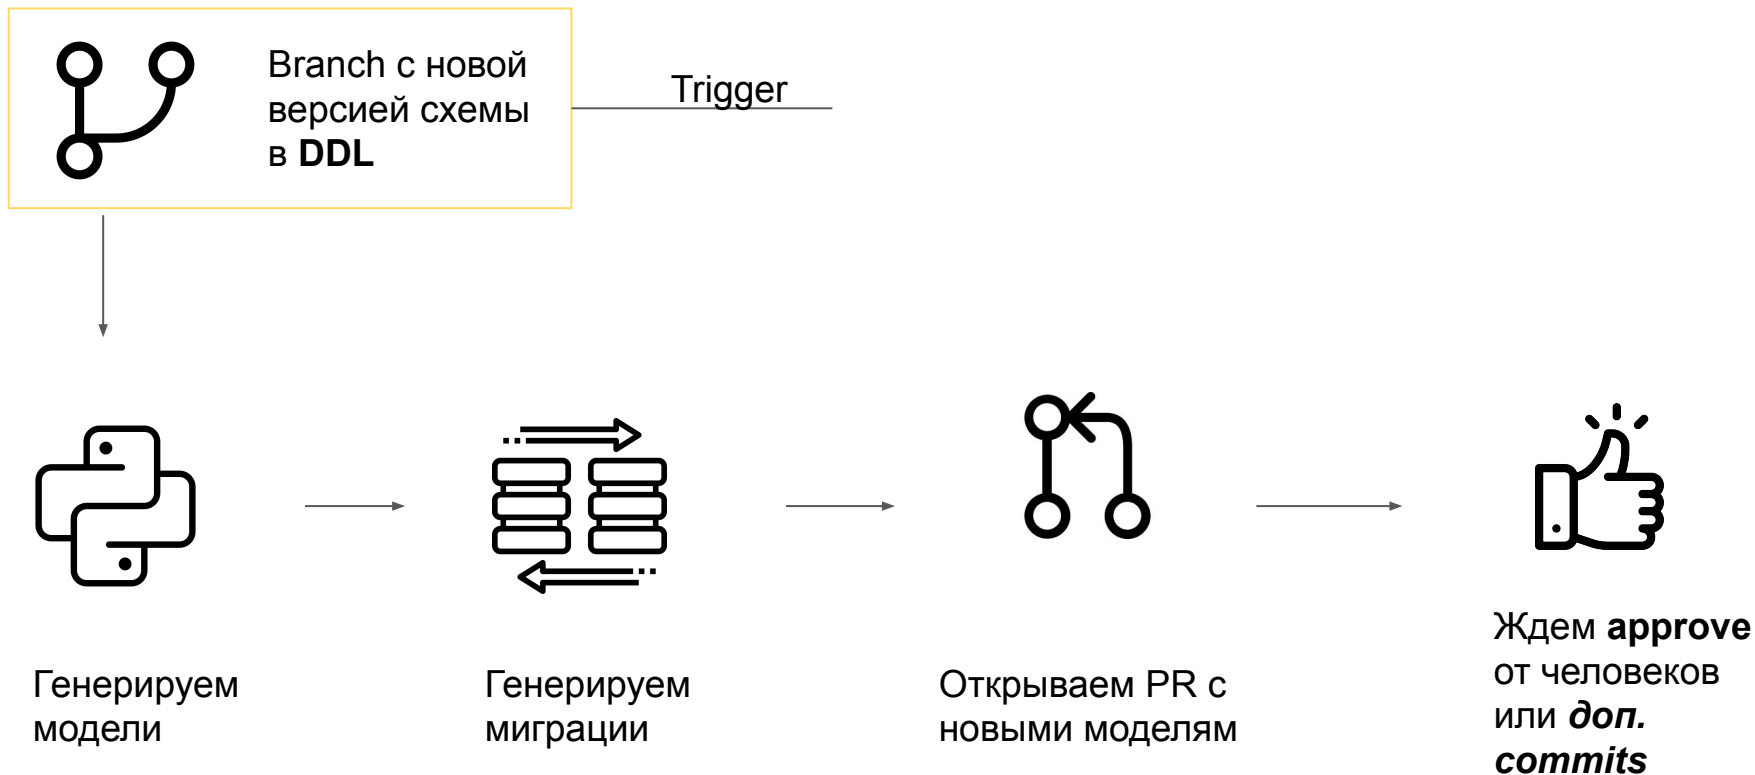 Branch с новой
версией схемы
в DDL
Trigger
Генерируем
модели
Генерируем
миграции
Открываем PR с
новыми моделям
Ждем approve
от человеков
или доп.
commits